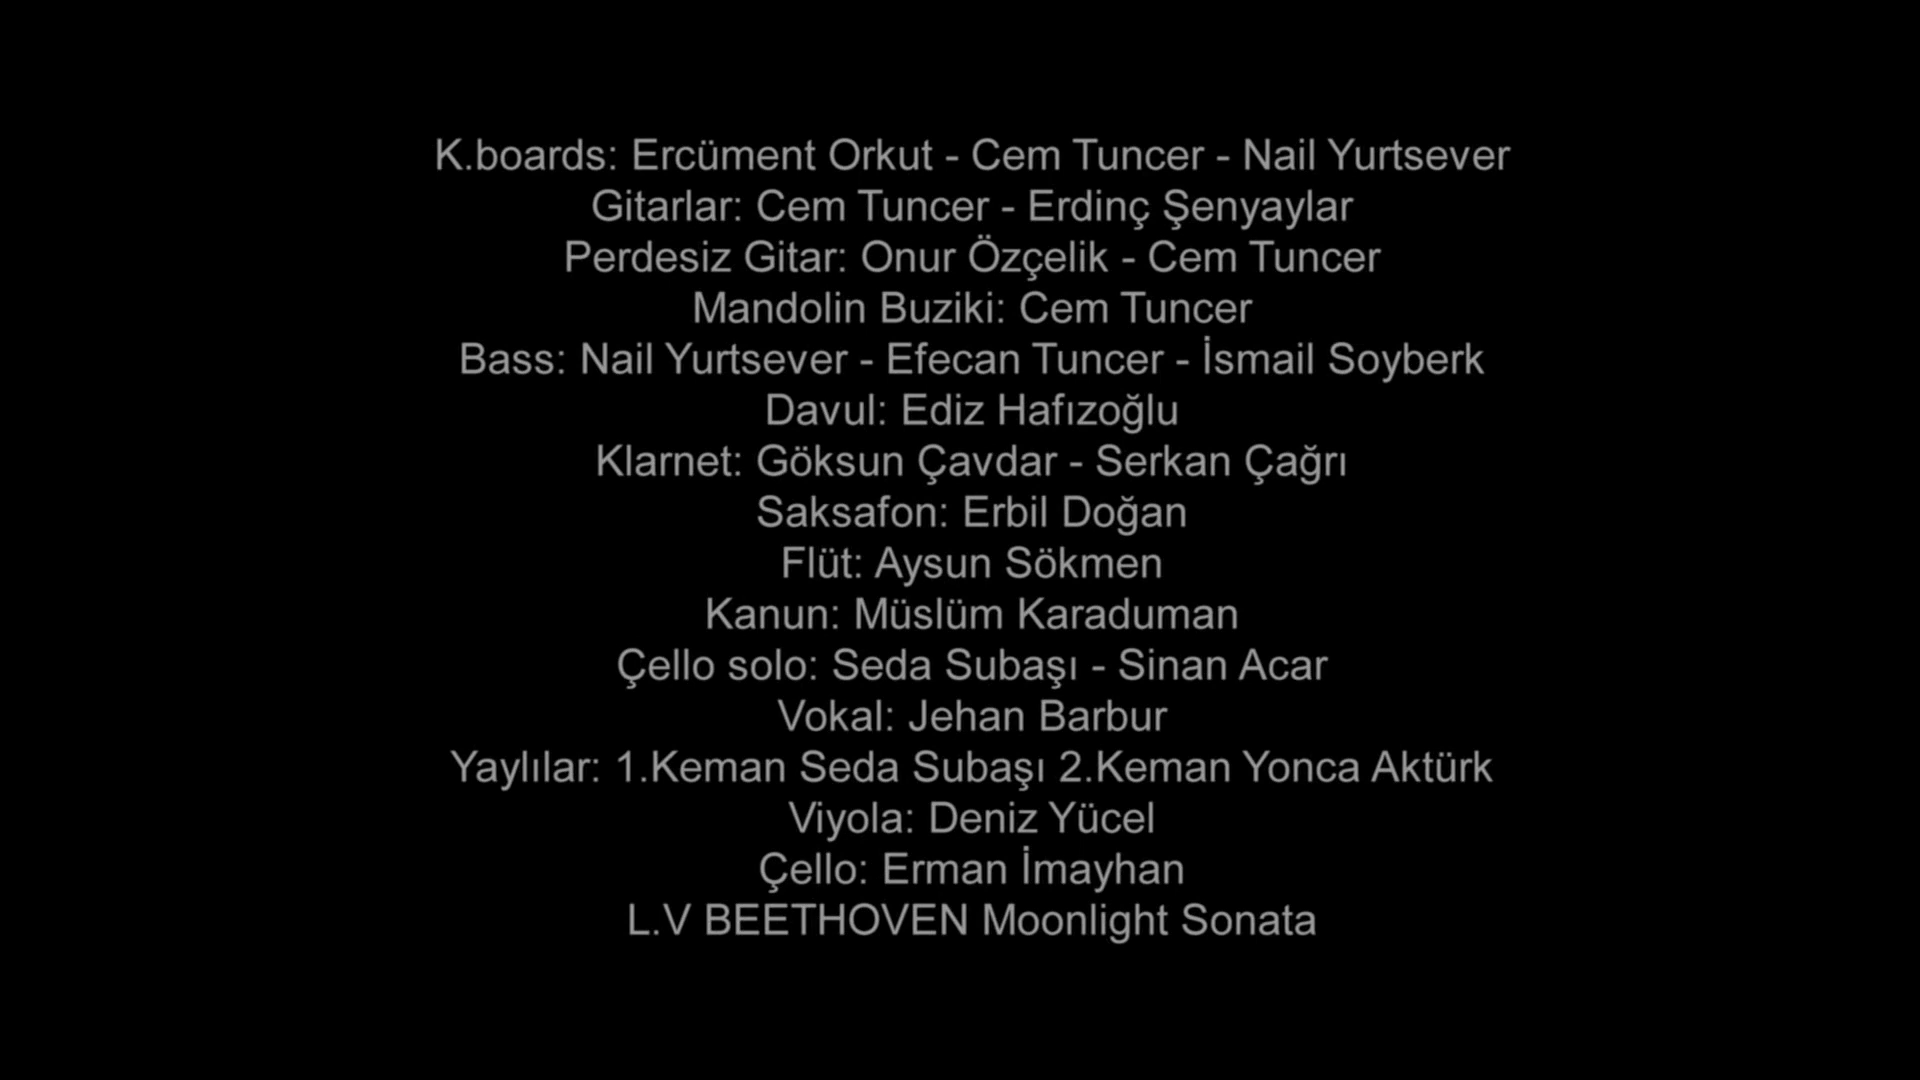 K.boards: Ercüment Orkut - Cem Tuncer - Nail Yurtsever
Gitarlar: Cem Tuncer - Erdinç Şenyaylar
Perdesiz Gitar: Onur Özçelik - Cem Tuncer
Mandolin Buziki: Cem Tuncer
Bass: Nail Yurtsever - Efecan Tuncer - İsmail Soyberk
Davul: Ediz Hafızoğlu
Klarnet: Göksun Çavdar - Serkan Çağrı
Saksafon: Erbil Doğan
Flüt: Aysun Sökmen
Kanun: Müslüm Karaduman
Çello solo: Seda Subaşı - Sinan Acar
Vokal: Jehan Barbur
Yaylılar: 1.Keman Seda Subaşı 2.Keman Yonca Aktürk
Viyola: Deniz Yücel
Çello: Erman İmayhan
L.V BEETHOVEN Moonlight Sonata